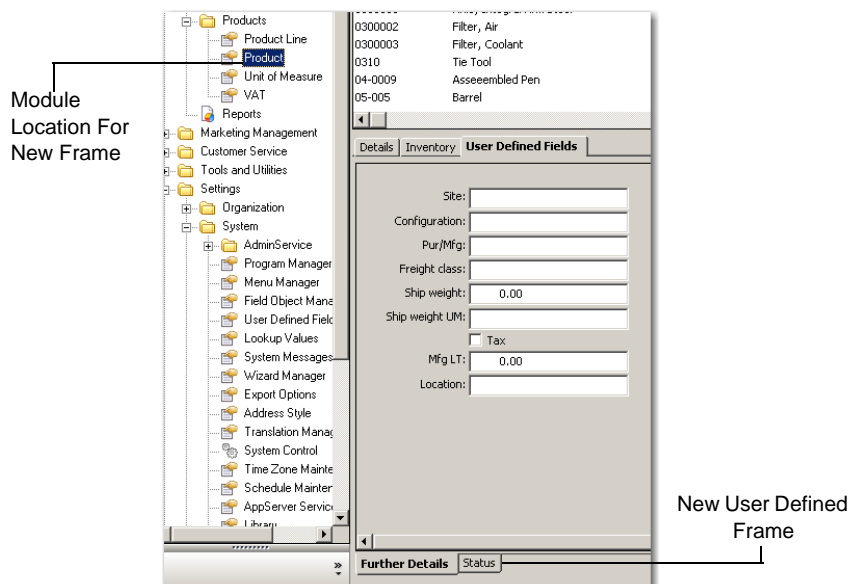 Products
Product Line
Product
Unit of Measure
VAT
Reports
Marketing Management
Customer Service
Tools and Utilities
Settings
Organization
System
AdminService
Program Manager
Menu Manager
Field Object Mana
User Defined Field
Lookup Values
System Messages
Wizard Manager
Export Options
Address Style
Translation Manag
System Control
Time Zone Mainte
Schedule Mainten
AppServer Service
Library
Module
Location For
New Frame
0300002 Filter, Air
0300003 Filter, Coolant
0310 Tie Tool
04-0009 Asseeembled Pen
05-005 Barrel
Details Inventory User Defined Fields
Site:
Configuration:
Pur/Mfg:
Freight class:
Ship weight: 0.00
Ship weight UM:
Tax
Mfg LT: 0.00
Location:
Further Details Status
New User Defined
Frame